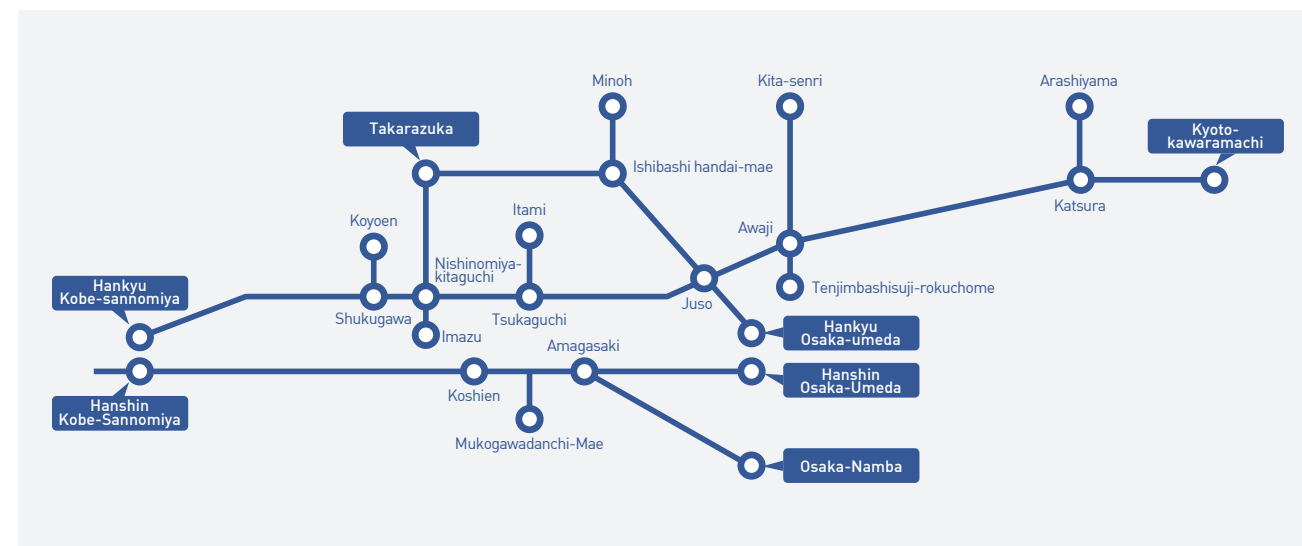 Minoh
Kita-senri
Arashiyama
Takarazuka
Kyoto-
kawaramachi
Ishibashi handai-mae
Katsura
Itami
Koyoen
Awaji
Nishinomiya-
kitaguchi
Hankyu
Kobe-sannomiya
Tenjimbashisuji-rokuchome
Juso
Shukugawa
Tsukaguchi
Imazu
Hankyu
Osaka-umeda
Amagasaki
Hanshin
Osaka-Umeda
Koshien
Hanshin
Kobe-Sannomiya
Mukogawadanchi-Mae
Osaka-Namba